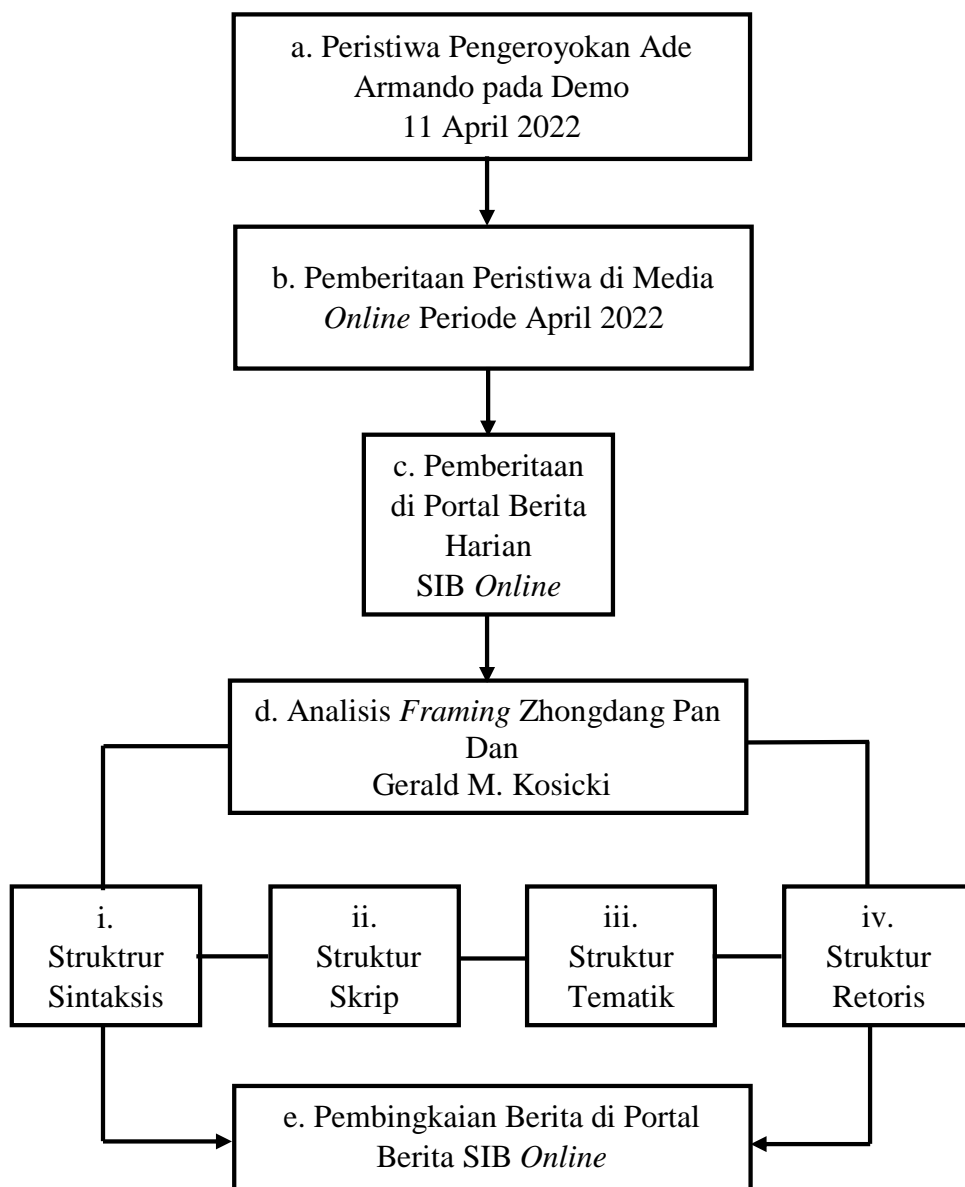 a. Peristiwa Pengeroyokan Ade
Armando pada Demo
11 April 2022
b. Pemberitaan Peristiwa di Media
Online Periode April 2022
c. Pemberitaan
di Portal Berita
Harian
SIB Online
d. Analisis Framing Zhongdang Pan
Dan
Gerald M. Kosicki
i.
Struktrur
Sintaksis
ii.
Struktur
Skrip
iii.
Struktur
Tematik
iv.
Struktur
Retoris
e. Pembingkaian Berita di Portal
Berita SIB Online